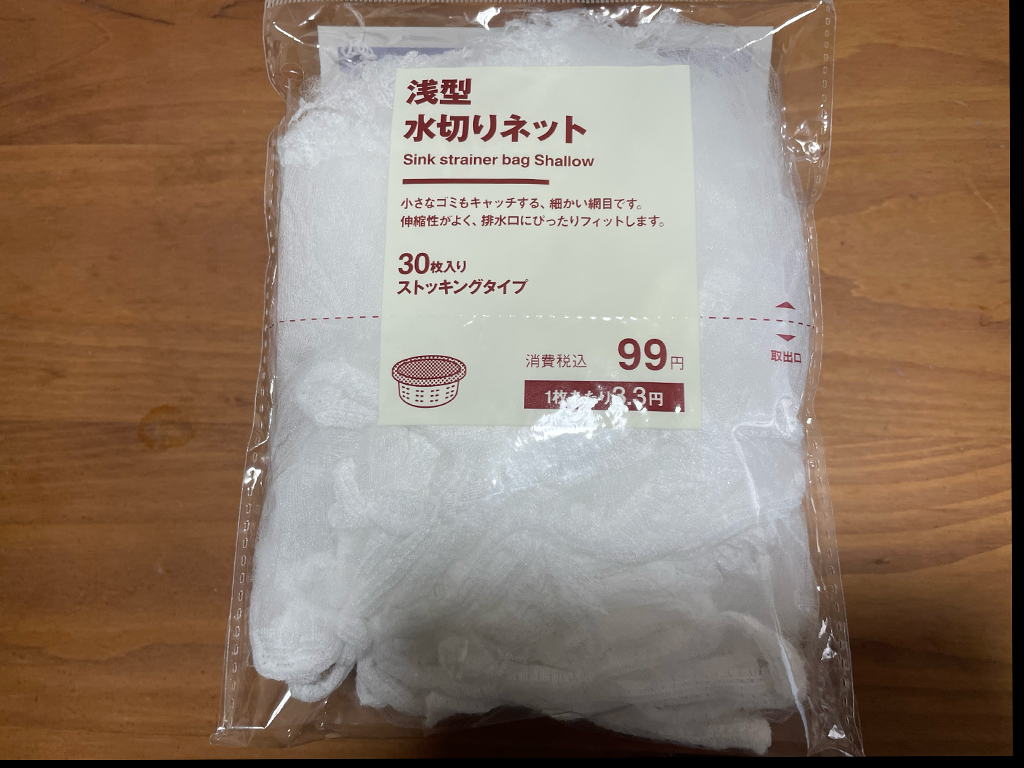 浅型
水切りネット
Sink strainer bag Shallow
小さなゴミもキャッチする、細かい網目です。
伸縮性がよく、排水口にぴったりフィットします。
30枚入り
ストッキングタイプ
消費税込 99円
1枚あたり3.3円
取出口